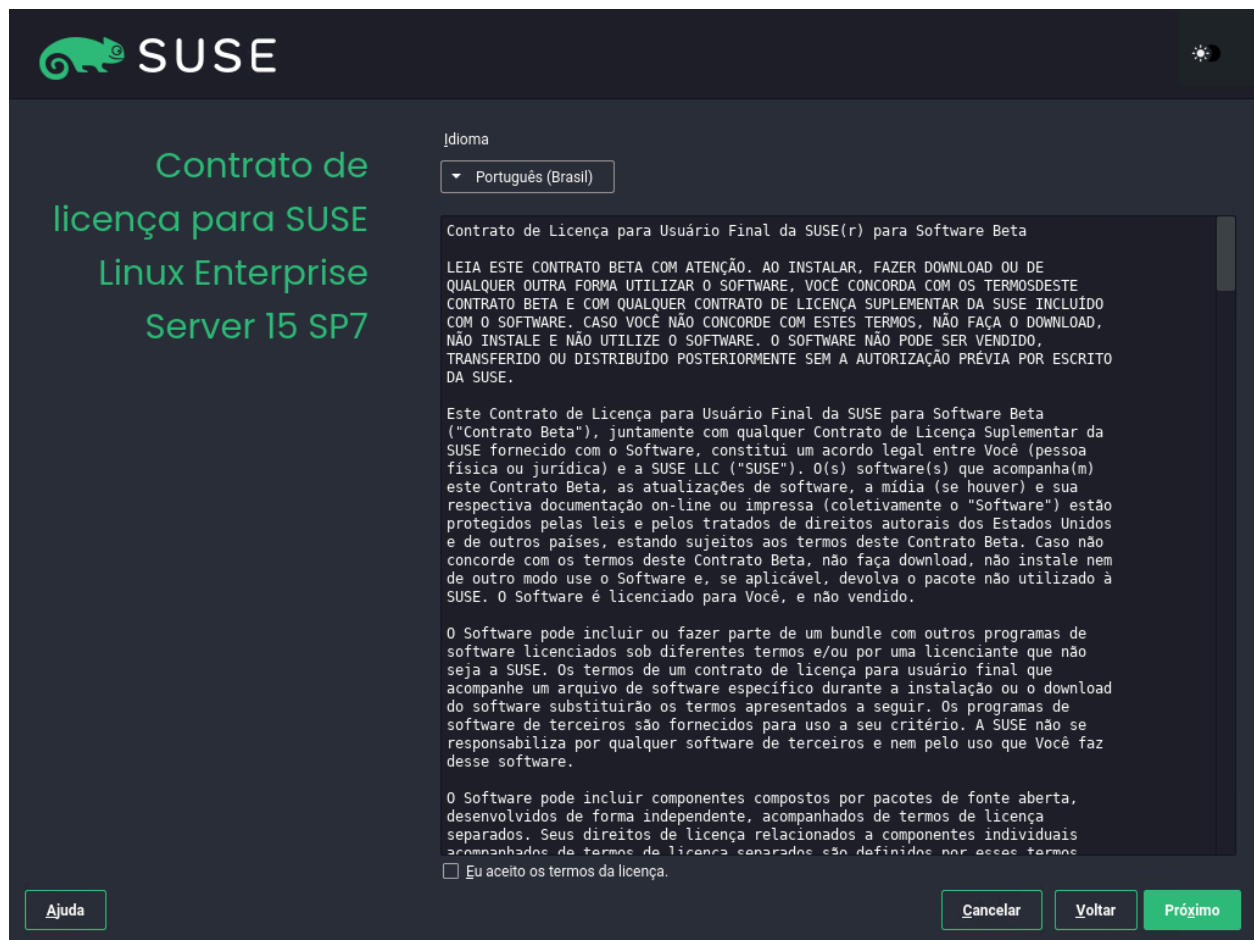 SUSE
Contrato de
licença para SUSE
Linux Enterprise
Server 15 SP7
Idioma
Português (Brasil)
Contrato de Licença para Usuário Final da SUSE(r) para Software Beta
LEIA ESTE CONTRATO BETA COM ATENÇÃO. AO INSTALAR, FAZER DOWNLOAD OU DE
QUALQUER OUTRA FORMA UTILIZAR O SOFTWARE, VOCÊ CONCORDA COM OS TERMOSDESTE
CONTRATO BETA E COM QUALQUER CONTRATO DE LICENÇA SUPLEMENTAR DA SUSE INCLUÍDO
COM O SOFTWARE. CASO VOCÊ NÃO CONCORDE COM ESTES TERMOS, NÃO FAÇA O DOWNLOAD,
NÃO INSTALE E NÃO UTILIZE O SOFTWARE. O SOFTWARE NÃO PODE SER VENDIDO,
TRANSFERIDO OU DISTRIBUÍDO POSTERIORMENTE SEM A AUTORIZAÇÃO PRÉVIA POR ESCRITO
DA SUSE.
Este Contrato de Licença para Usuário Final da SUSE para Software Beta
("Contrato Beta"), juntamente com qualquer Contrato de Licença Suplementar da
SUSE fornecido com o Software, constitui um acordo legal entre Você (pessoa
física ou jurídica) e a SUSE LLC ("SUSE"). O(s) software(s) que acompanha(m)
este Contrato Beta, as atualizações de software, a mídia (se houver) e sua
respectiva documentação on-line ou impressa (coletivamente o "Software") estão
protegidos pelas leis e pelos tratados de direitos autorais dos Estados Unidos
e de outros países, estando sujeitos aos termos deste Contrato Beta. Caso não
concorde com os termos deste Contrato Beta, não faça download, não instale nem
de outro modo use o Software e, se aplicável, devolva o pacote não utilizado à
SUSE. O Software é licenciado para Você, e não vendido.
O Software pode incluir ou fazer parte de um bundle com outros programas de
software licenciados sob diferentes termos e/ou por uma licenciante que não
seja a SUSE. Os termos de um contrato de licença para usuário final que
acompanhe um arquivo de software específico durante a instalação ou o download
do software substituirão os termos apresentados a seguir. Os programas de
software de terceiros são fornecidos para uso a seu critério. A SUSE não se
responsabiliza por qualquer software de terceiros e nem pelo uso que Você faz
desse software.
O Software pode incluir componentes compostos por pacotes de fonte aberta,
desenvolvidos de forma independente, acompanhados de termos de licença
separados. Seus direitos de licença relacionados a componentes individuais
acompanhados de termos de licença separados são definidos por esses termos
Eu aceito os termos da licença.
Ajuda
Cancelar
Voltar
Próximo